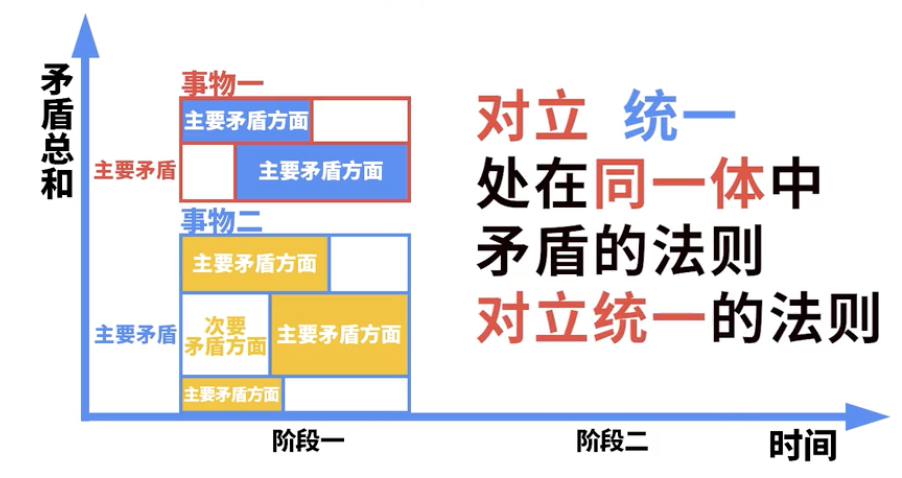 矛盾总和
事物一
主要矛盾方面
主要矛盾
主要矛盾方面
事物二
主要矛盾方面
主要矛盾
次要
矛盾方面
主要矛盾方面
主要矛盾方面
阶段一
阶段二
时间
对立 统一
处在同一体中
矛盾的法则
对立统一的法则